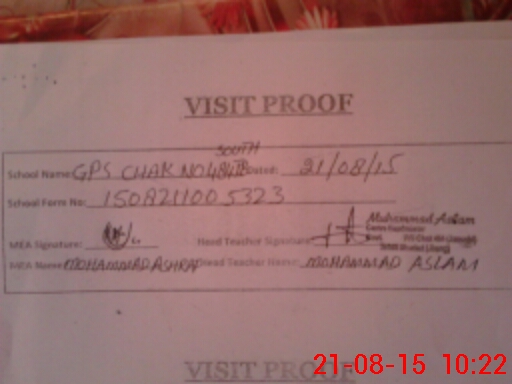 VISIT PROOF
SOUTH
School Name: GPS CHAK NO 484JB Date: 21/08/15
School Form No: 150821100 5323
Muhammad Aslam
MEA Signature: Head Teacher Signature:
MEA Name: MOHAMMAD ASHRAF Head Teacher Name: MOHAMMAD ASLAM
VISIT PROOF
21-08-15 10:22